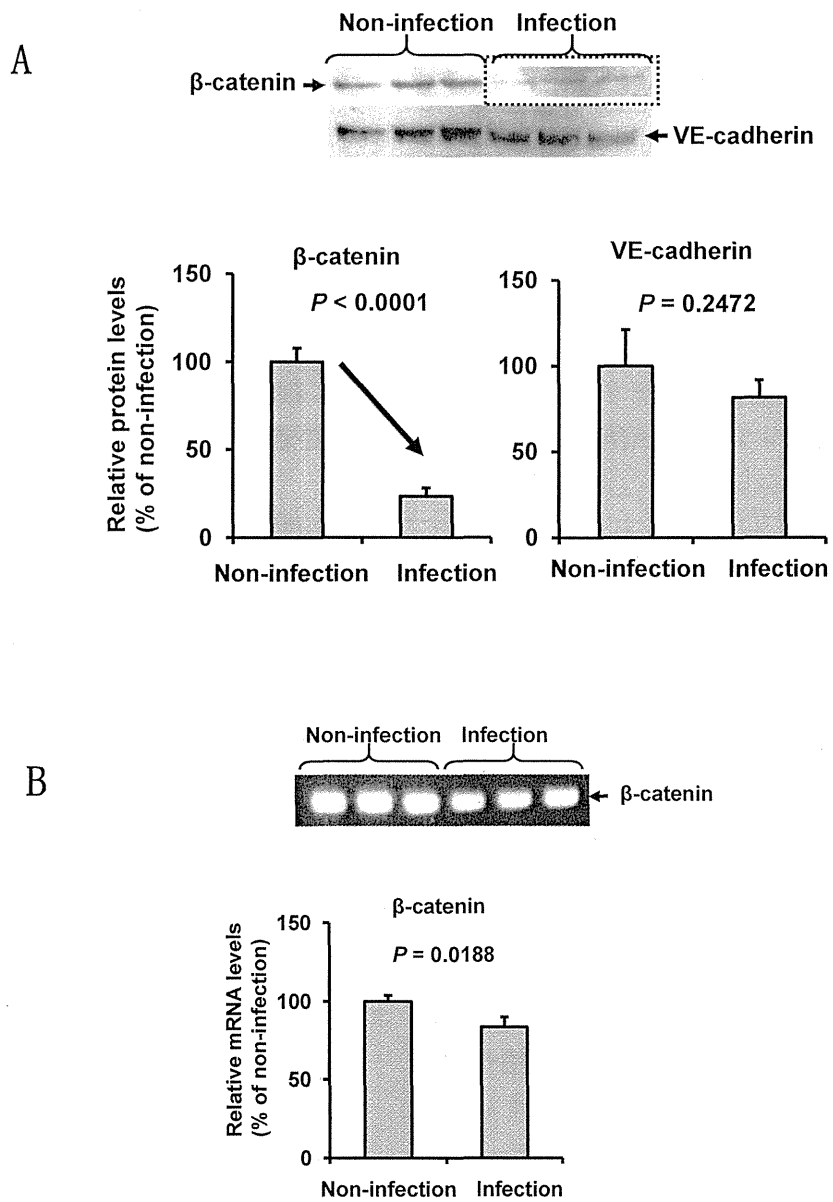 A
Non-infection Infection
β-catenin
VE-cadherin
β-catenin
P < 0.0001
Relative protein levels
(% of non-infection)
150
100
50
0
Non-infection Infection
VE-cadherin
P = 0.2472
150
100
50
0
Non-infection Infection
B
Non-infection Infection
β-catenin
β-catenin
P = 0.0188
Relative mRNA levels
(% of non-infection)
150
100
50
0
Non-infection Infection